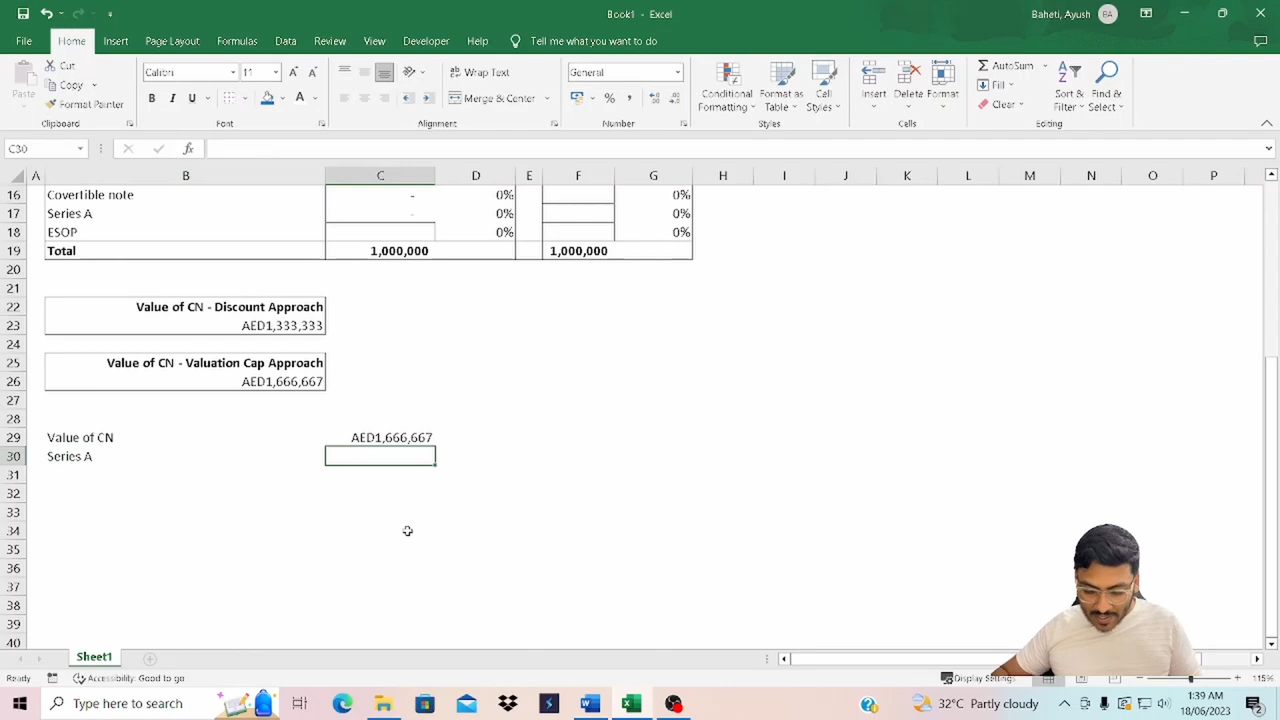 Book1 - Excel
Baheti, Ayush BA
File Home Insert Page Layout Formulas Data Review View Developer Help Tell me what you want to do
Paste
Cut
Copy
Format Painter
Clipboard
Calibri 11
B I U
Font
Wrap Text
Merge & Center
Alignment
General
Number
Conditional Formatting
Format as Table
Cell Styles
Styles
Insert Delete Format
Cells
AutoSum
Fill
Clear
Sort & Filter
Find & Select
Editing
C30
A B C D E F G H I J K L M N O P
16 Covertible note - 0% 0%
17 Series A - 0% 0%
18 ESOP 0% 0%
19 Total 1,000,000 1,000,000
20
21
22 Value of CN - Discount Approach
23 AED1,333,333
24
25 Value of CN - Valuation Cap Approach
26 AED1,666,667
27
28
29 Value of CN AED1,666,667
30 Series A
31
32
33
34
35
36
37
38
39
40
Sheet1
Ready Accessibility: Good to go Display Settings 115%
Type here to search 32°C Partly cloudy 1:39 AM
18/06/2023 2